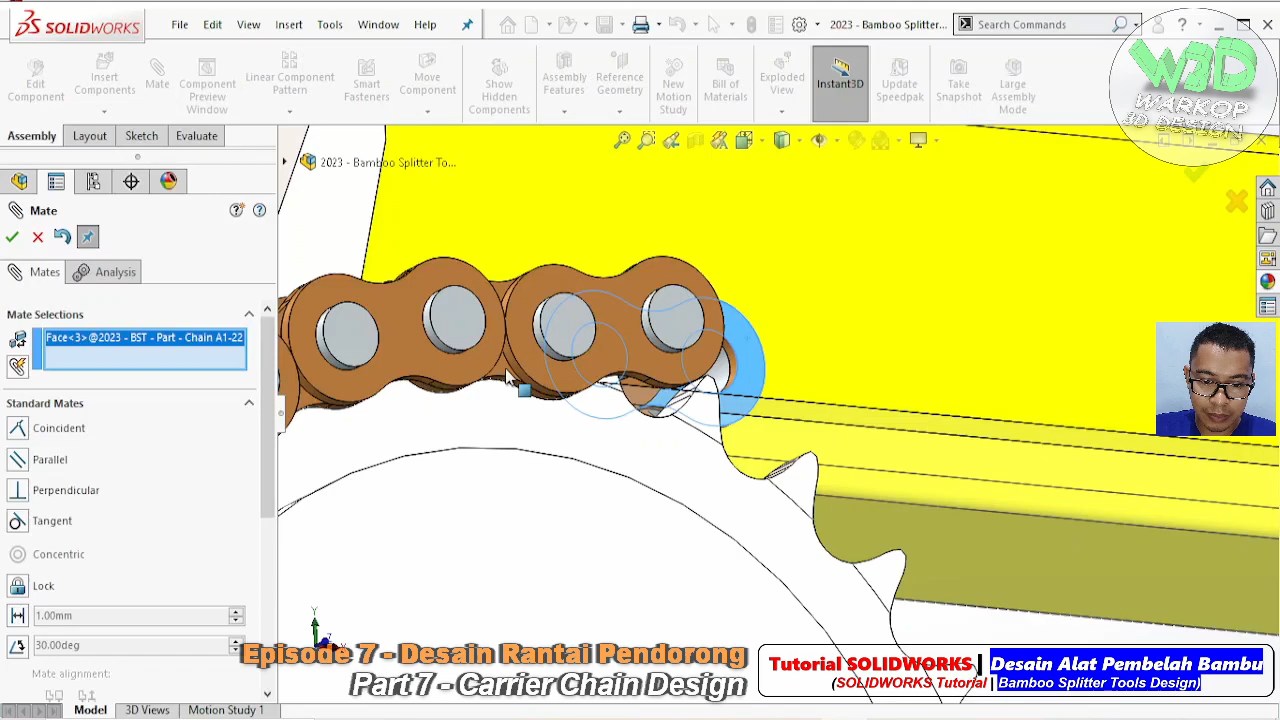 SOLIDWORKS
File Edit View Insert Tools Window Help
2023 - Bamboo Splitter...
Search Commands
Edit Component
Insert Components
Mate
Component Preview Window
Linear Component Pattern
Smart Fasteners
Move Component
Show Hidden Components
Assembly Features
Reference Geometry
New Motion Study
Bill of Materials
Exploded View
Instant3D
Update Speedpak
Take Snapshot
Large Assembly Mode
W3D
WARKOP
3D DESIGN
Assembly Layout Sketch Evaluate
2023 - Bamboo Splitter To...
Mate
Mates Analysis
Mate Selections
Face<3>@2023 - BST - Part - Chain A1-22
Standard Mates
Coincident
Parallel
Perpendicular
Tangent
Concentric
Lock
1.00mm
30.00deg
Mate alignment:
Y
Episode 7 - Desain Rantai Pendorong
Part 7 - Carrier Chain Design
Tutorial SOLIDWORKS | Desain Alat Pembelah Bambu
(SOLIDWORKS Tutorial | Bamboo Splitter Tools Design)
Model 3D Views Motion Study 1